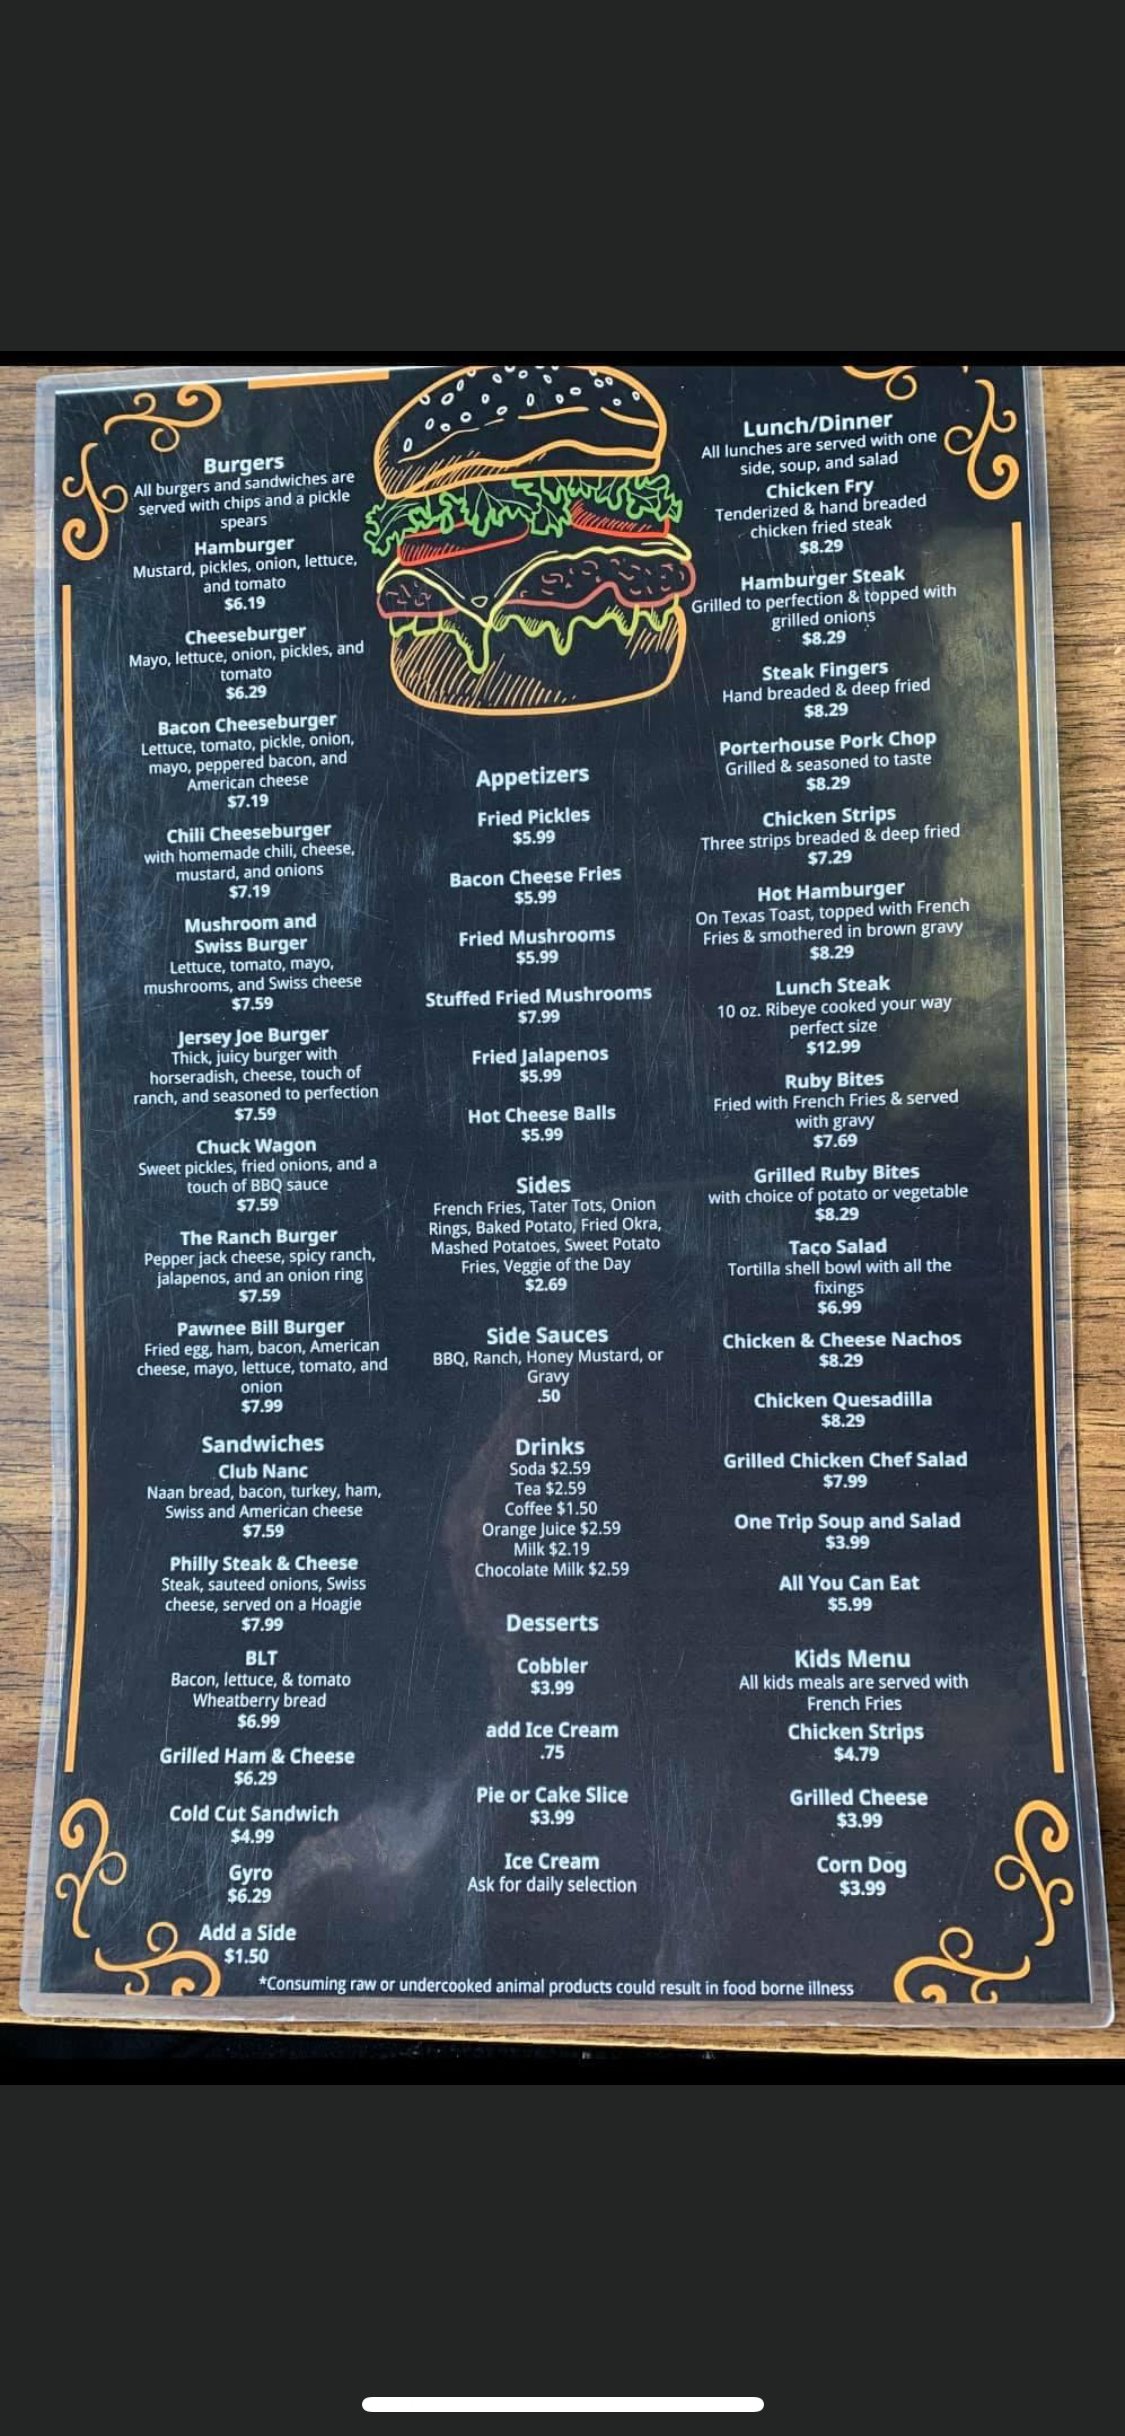 Burgers
All burgers and sandwiches are
served with chips and a pickle
spears
Hamburger
Mustard, pickles, onion, lettuce,
and tomato
$6.19
Cheeseburger
Mayo, lettuce, onion, pickles, and
tomato
$6.29
Bacon Cheeseburger
Lettuce, tomato, pickle, onion,
mayo, peppered bacon, and
American cheese
$7.19
Chili Cheeseburger
with homemade chili, cheese,
mustard, and onions
$7.19
Mushroom and
Swiss Burger
Lettuce, tomato, mayo,
mushrooms, and Swiss cheese
$7.59
Jersey Joe Burger
Thick, juicy burger with
horseradish, cheese, touch of
ranch, and seasoned to perfection
$7.59
Chuck Wagon
Sweet pickles, fried onions, and a
touch of BBQ sauce
$7.59
The Ranch Burger
Pepper jack cheese, spicy ranch,
jalapenos, and an onion ring
$7.59
Pawnee Bill Burger
Fried egg, ham, bacon, American
cheese, mayo, lettuce, tomato, and
onion
$7.99
Sandwiches
Club Nanc
Naan bread, bacon, turkey, ham,
Swiss and American cheese
$7.59
Philly Steak & Cheese
Steak, sauteed onions, Swiss
cheese, served on a Hoagie
$7.99
BLT
Bacon, lettuce, & tomato
Wheatberry bread
$6.99
Grilled Ham & Cheese
$6.29
Cold Cut Sandwich
$4.99
Gyro
$6.29
Add a Side
$1.50
Appetizers
Fried Pickles
$5.99
Bacon Cheese Fries
$5.99
Fried Mushrooms
$5.99
Stuffed Fried Mushrooms
$7.99
Fried Jalapenos
$5.99
Hot Cheese Balls
$5.99
Sides
French Fries, Tater Tots, Onion
Rings, Baked Potato, Fried Okra,
Mashed Potatoes, Sweet Potato
Fries, Veggie of the Day
$2.69
Side Sauces
BBQ, Ranch, Honey Mustard, or
Gravy
.50
Drinks
Soda $2.59
Tea $2.59
Coffee $1.50
Orange Juice $2.59
Milk $2.19
Chocolate Milk $2.59
Desserts
Cobbler
$3.99
add Ice Cream
.75
Pie or Cake Slice
$3.99
Ice Cream
Ask for daily selection
Lunch/Dinner
All lunches are served with one
side, soup, and salad
Chicken Fry
Tenderized & hand breaded
chicken fried steak
$8.29
Hamburger Steak
Grilled to perfection & topped with
grilled onions
$8.29
Steak Fingers
Hand breaded & deep fried
$8.29
Porterhouse Pork Chop
Grilled & seasoned to taste
$8.29
Chicken Strips
Three strips breaded & deep fried
$7.29
Hot Hamburger
On Texas Toast, topped with French
Fries & smothered in brown gravy
$8.29
Lunch Steak
10 oz. Ribeye cooked your way
perfect size
$12.99
Ruby Bites
Fried with French Fries & served
with gravy
$7.69
Grilled Ruby Bites
with choice of potato or vegetable
$8.29
Taco Salad
Tortilla shell bowl with all the
fixings
$6.99
Chicken & Cheese Nachos
$8.29
Chicken Quesadilla
$8.29
Grilled Chicken Chef Salad
$7.99
One Trip Soup and Salad
$3.99
All You Can Eat
$5.99
Kids Menu
All kids meals are served with
French Fries
Chicken Strips
$4.79
Grilled Cheese
$3.99
Corn Dog
$3.99
*Consuming raw or undercooked animal products could result in food borne illness